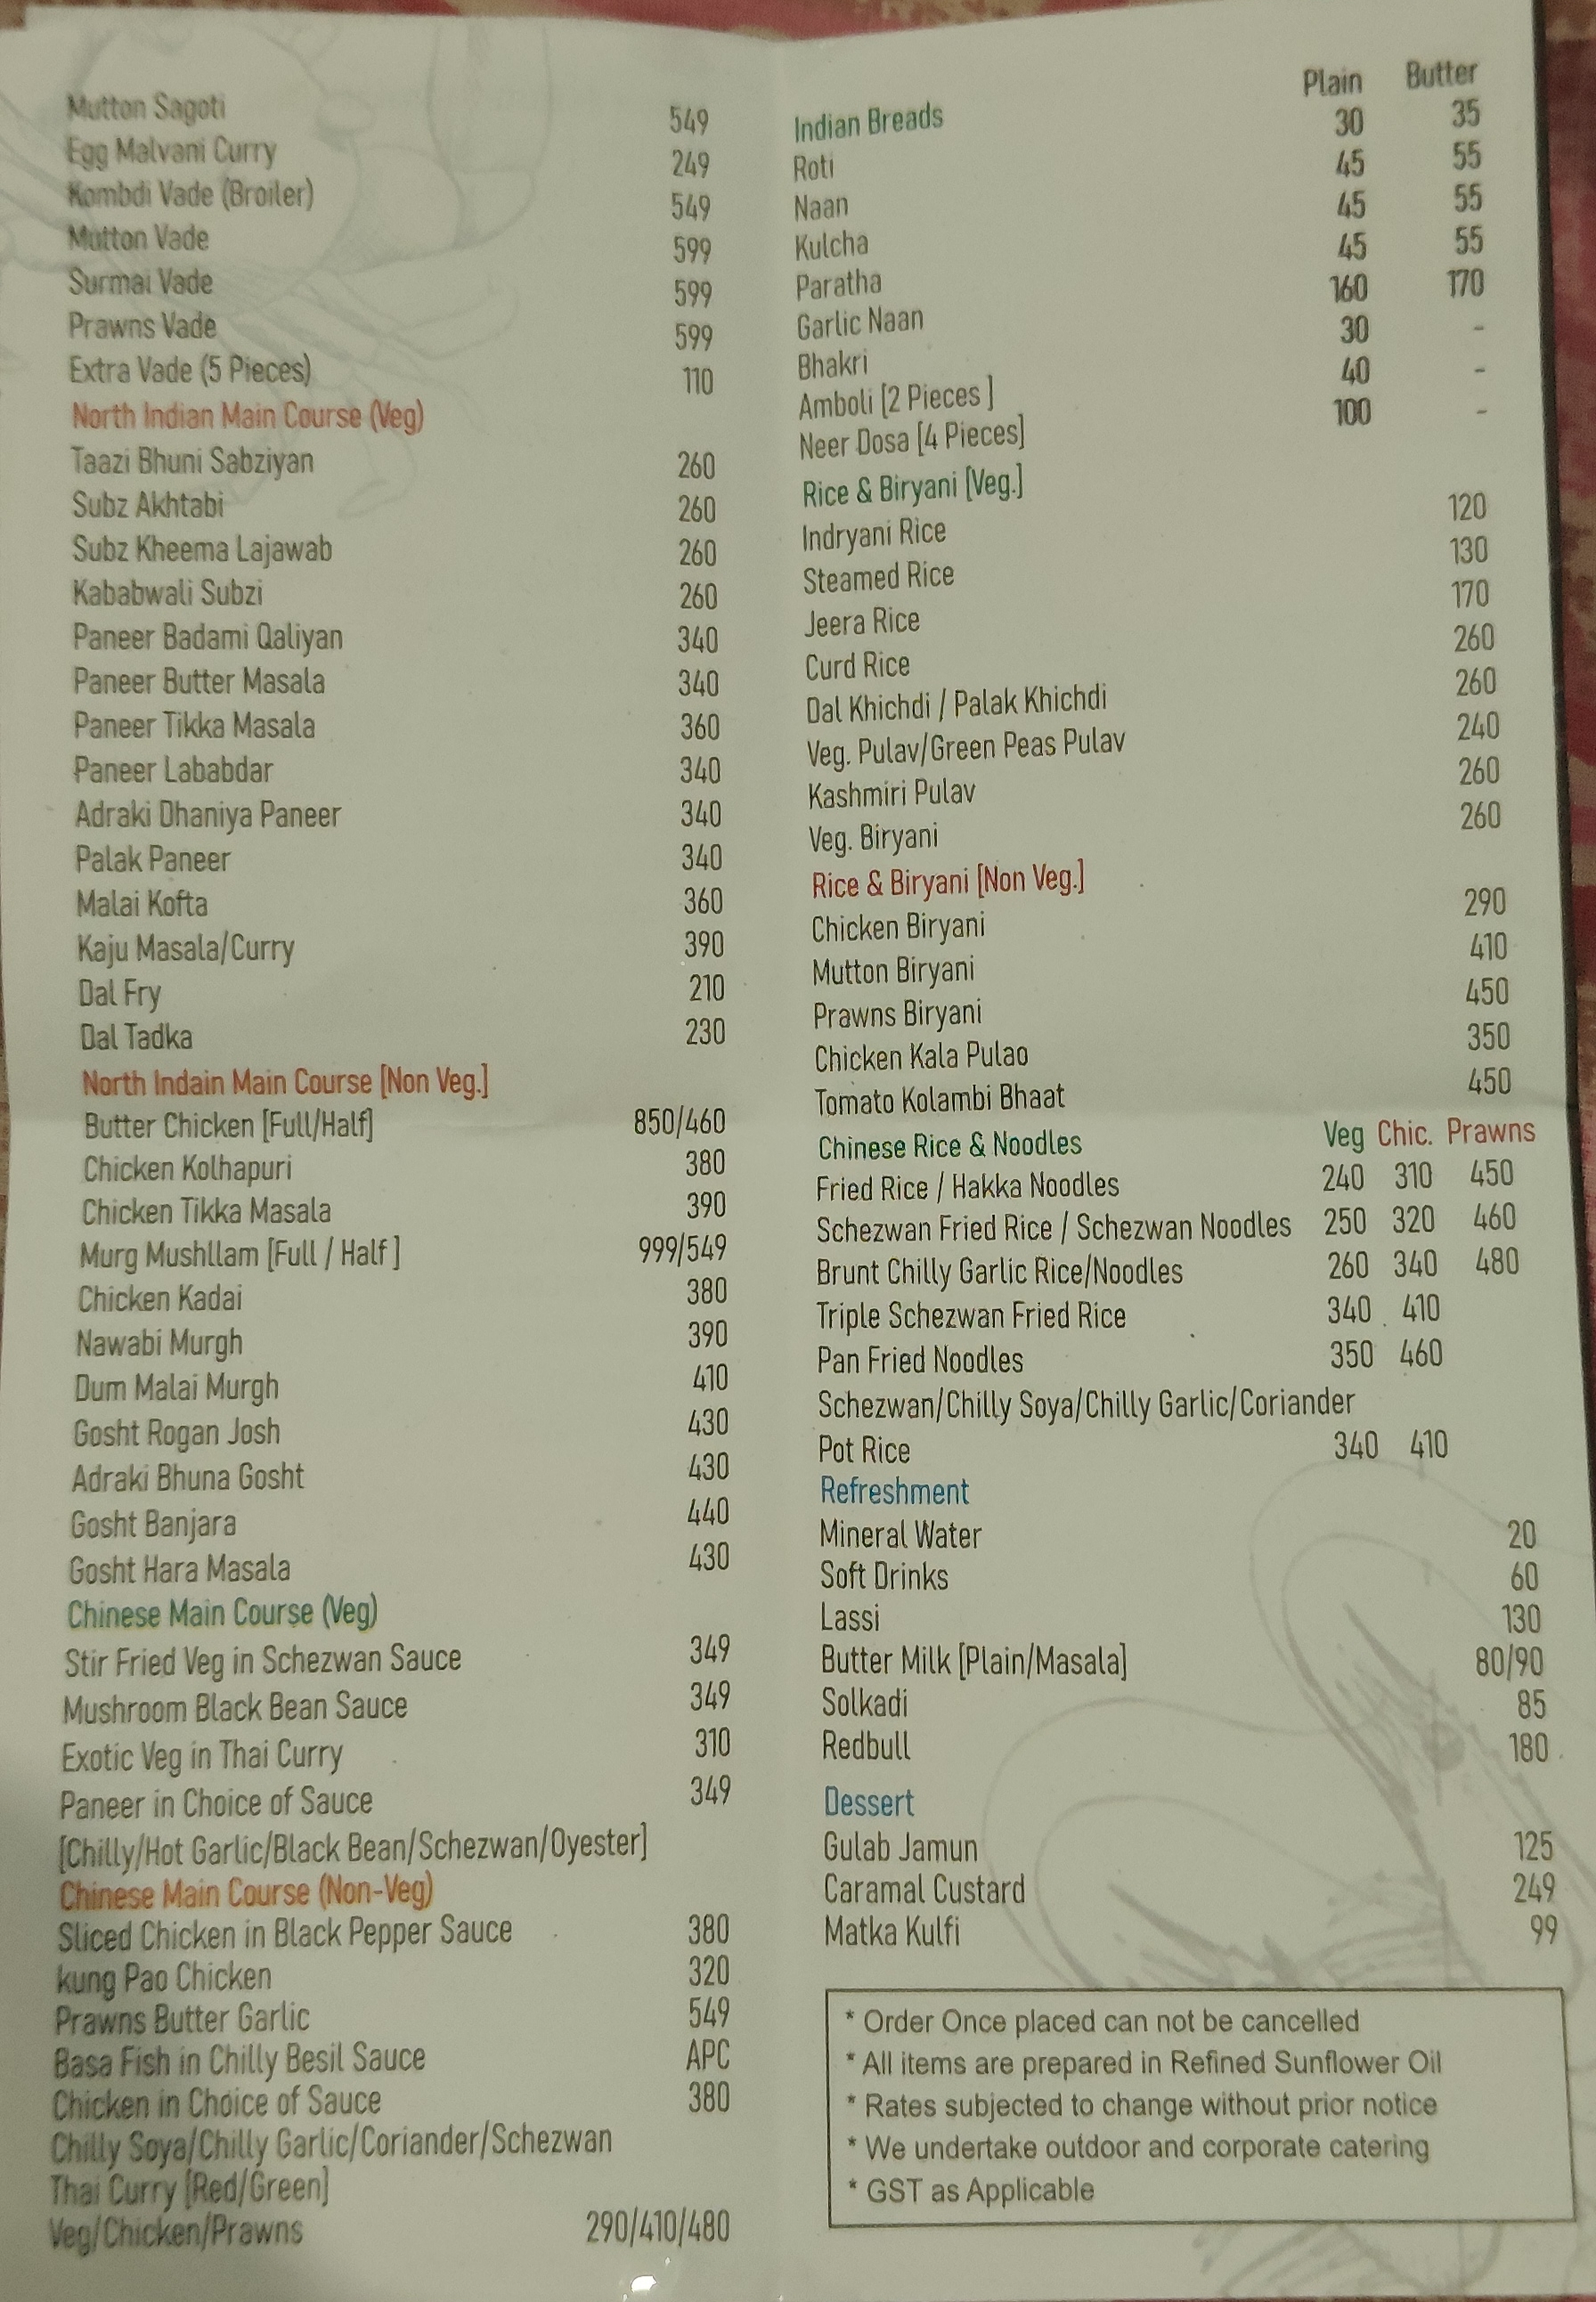 Mutton Sagoti 549
Egg Malvani Curry 249
Kombdi Vade (Broiler) 549
Mutton Vade 599
Surmai Vade 599
Prawns Vade 599
Extra Vade (5 Pieces) 110
North Indian Main Course (Veg)
Taazi Bhuni Sabziyan 260
Subz Akhtabi 260
Subz Kheema Lajawab 260
Kababwali Subzi 260
Paneer Badami Qaliyan 340
Paneer Butter Masala 340
Paneer Tikka Masala 360
Paneer Lababdar 340
Adraki Dhaniya Paneer 340
Palak Paneer 340
Malai Kofta 360
Kaju Masala/Curry 390
Dal Fry 210
Dal Tadka 230
North Indain Main Course [Non Veg.]
Butter Chicken [Full/Half] 850/460
Chicken Kolhapuri 380
Chicken Tikka Masala 390
Murg Mushllam [Full / Half ] 999/549
Chicken Kadai 380
Nawabi Murgh 390
Dum Malai Murgh 410
Gosht Rogan Josh 430
Adraki Bhuna Gosht 430
Gosht Banjara 440
Gosht Hara Masala 430
Chinese Main Course (Veg)
Stir Fried Veg in Schezwan Sauce 349
Mushroom Black Bean Sauce 349
Exotic Veg in Thai Curry 310
Paneer in Choice of Sauce 349
[Chilly/Hot Garlic/Black Bean/Schezwan/Oyester]
Chinese Main Course (Non-Veg)
Sliced Chicken in Black Pepper Sauce 380
kung Pao Chicken 320
Prawns Butter Garlic 549
Basa Fish in Chilly Besil Sauce APC
Chicken in Choice of Sauce 380
Chilly Soya/Chilly Garlic/Coriander/Schezwan
Thai Curry [Red/Green]
Veg/Chicken/Prawns 290/410/480
Plain Butter
Indian Breads
Roti 30 35
Naan 45 55
Kulcha 45 55
Paratha 45 55
Garlic Naan 160 170
Bhakri 30 -
Amboli [2 Pieces ] 40 -
Neer Dosa [4 Pieces] 100 -
Rice & Biryani [Veg.]
Indryani Rice 120
Steamed Rice 130
Jeera Rice 170
Curd Rice 260
Dal Khichdi / Palak Khichdi 260
Veg. Pulav/Green Peas Pulav 240
Kashmiri Pulav 260
Veg. Biryani 260
Rice & Biryani [Non Veg.]
Chicken Biryani 290
Mutton Biryani 410
Prawns Biryani 450
Chicken Kala Pulao 350
Tomato Kolambi Bhaat 450
Chinese Rice & Noodles Veg Chic. Prawns
Fried Rice / Hakka Noodles 240 310 450
Schezwan Fried Rice / Schezwan Noodles 250 320 460
Brunt Chilly Garlic Rice/Noodles 260 340 480
Triple Schezwan Fried Rice 340 410
Pan Fried Noodles 350 460
Schezwan/Chilly Soya/Chilly Garlic/Coriander
Pot Rice 340 410
Refreshment
Mineral Water 20
Soft Drinks 60
Lassi 130
Butter Milk [Plain/Masala] 80/90
Solkadi 85
Redbull 180
Dessert
Gulab Jamun 125
Caramal Custard 249
Matka Kulfi 99
* Order Once placed can not be cancelled
* All items are prepared in Refined Sunflower Oil
* Rates subjected to change without prior notice
* We undertake outdoor and corporate catering
* GST as Applicable